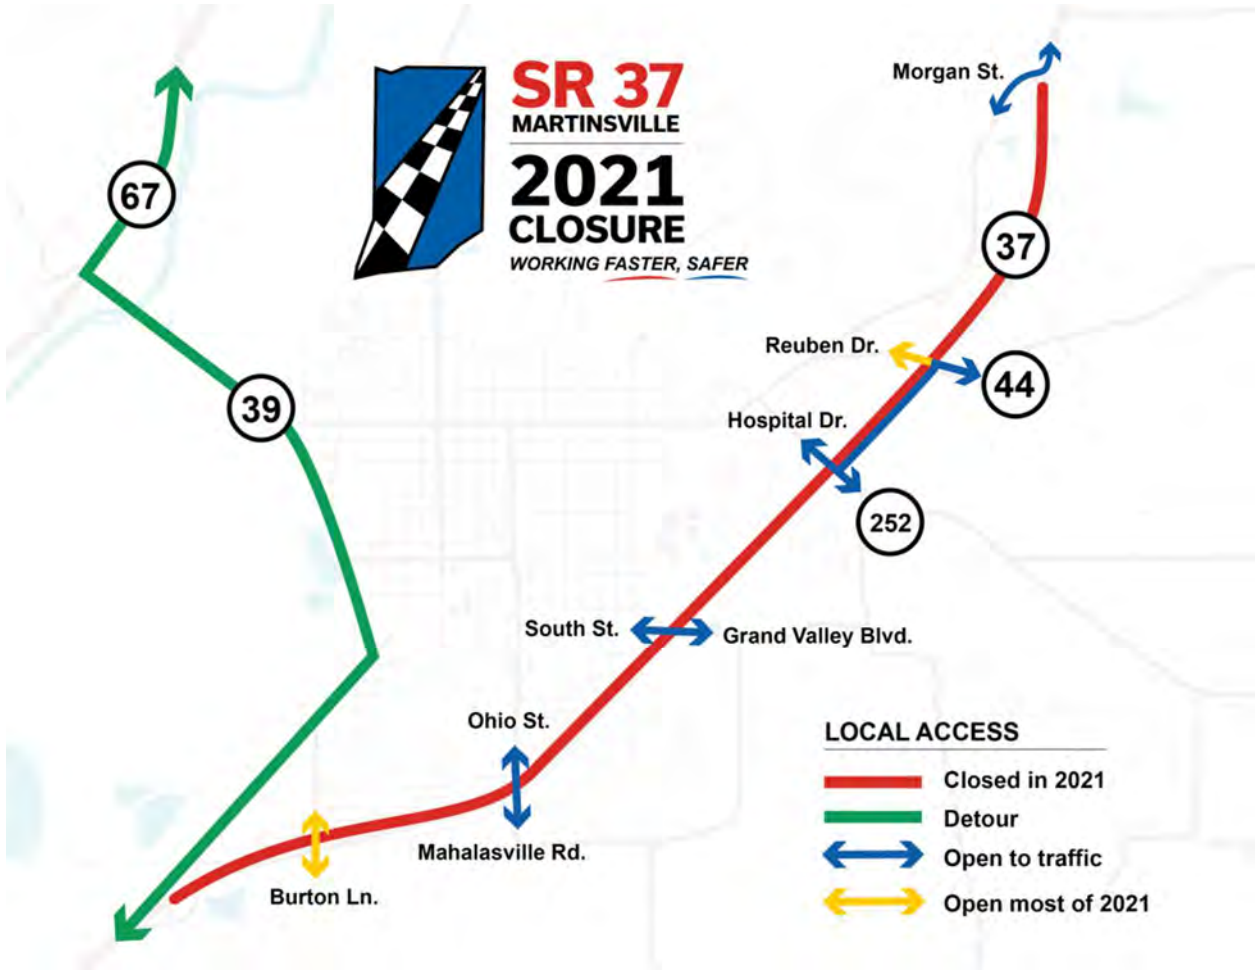 SR 37
MARTINSVILLE
2021
CLOSURE
WORKING FASTER, SAFER
Morgan St.
67
37
Reuben Dr.
44
39
Hospital Dr.
252
South St.
Grand Valley Blvd.
Ohio St.
Mahalasville Rd.
Burton Ln.
LOCAL ACCESS
Closed in 2021
Detour
Open to traffic
Open most of 2021